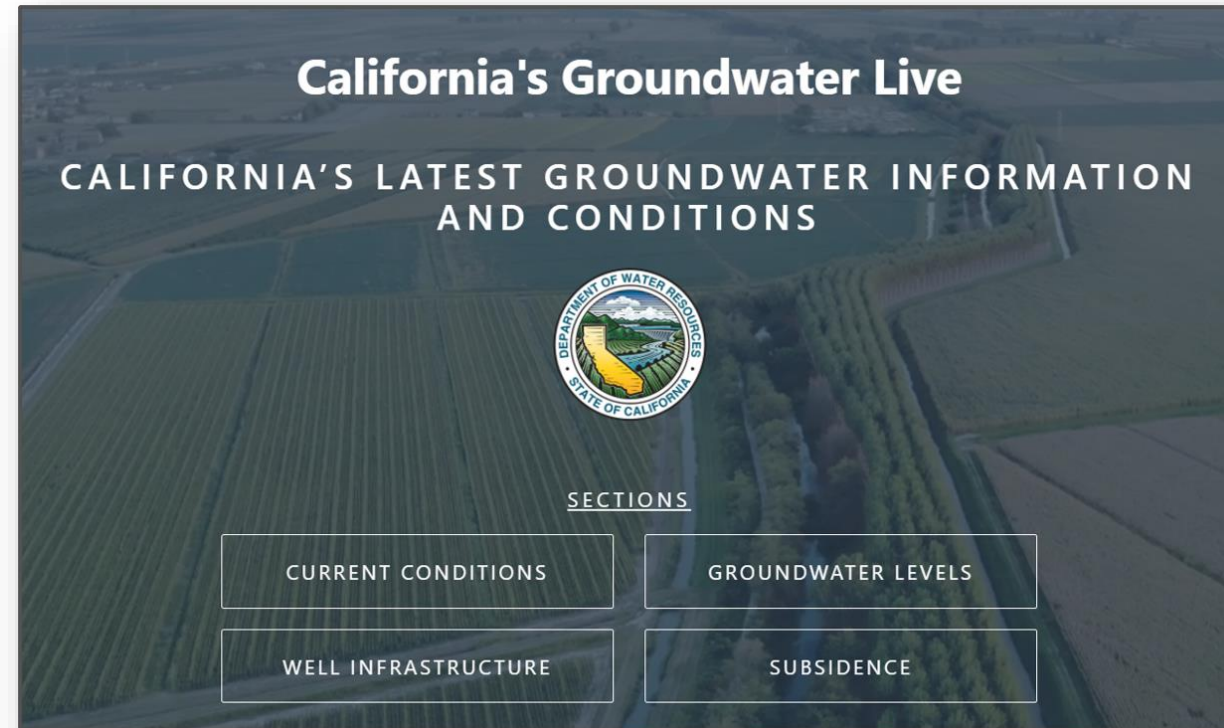 California's Groundwater Live
CALIFORNIA’S LATEST GROUNDWATER INFORMATION
AND CONDITIONS
DEPARTMENT OF WATER RESOURCES
STATE OF CALIFORNIA
SECTIONS
CURRENT CONDITIONS
GROUNDWATER LEVELS
WELL INFRASTRUCTURE
SUBSIDENCE